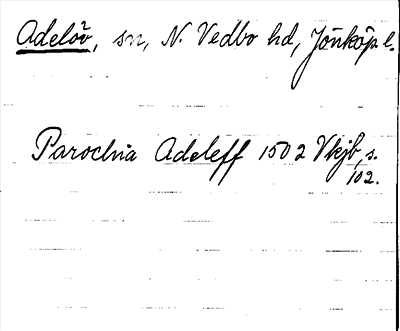 Adelöv, sn, N. Vedbo hd, Jönköp l.
Parochia Adeleff 1502 Vkjb, s.
102.